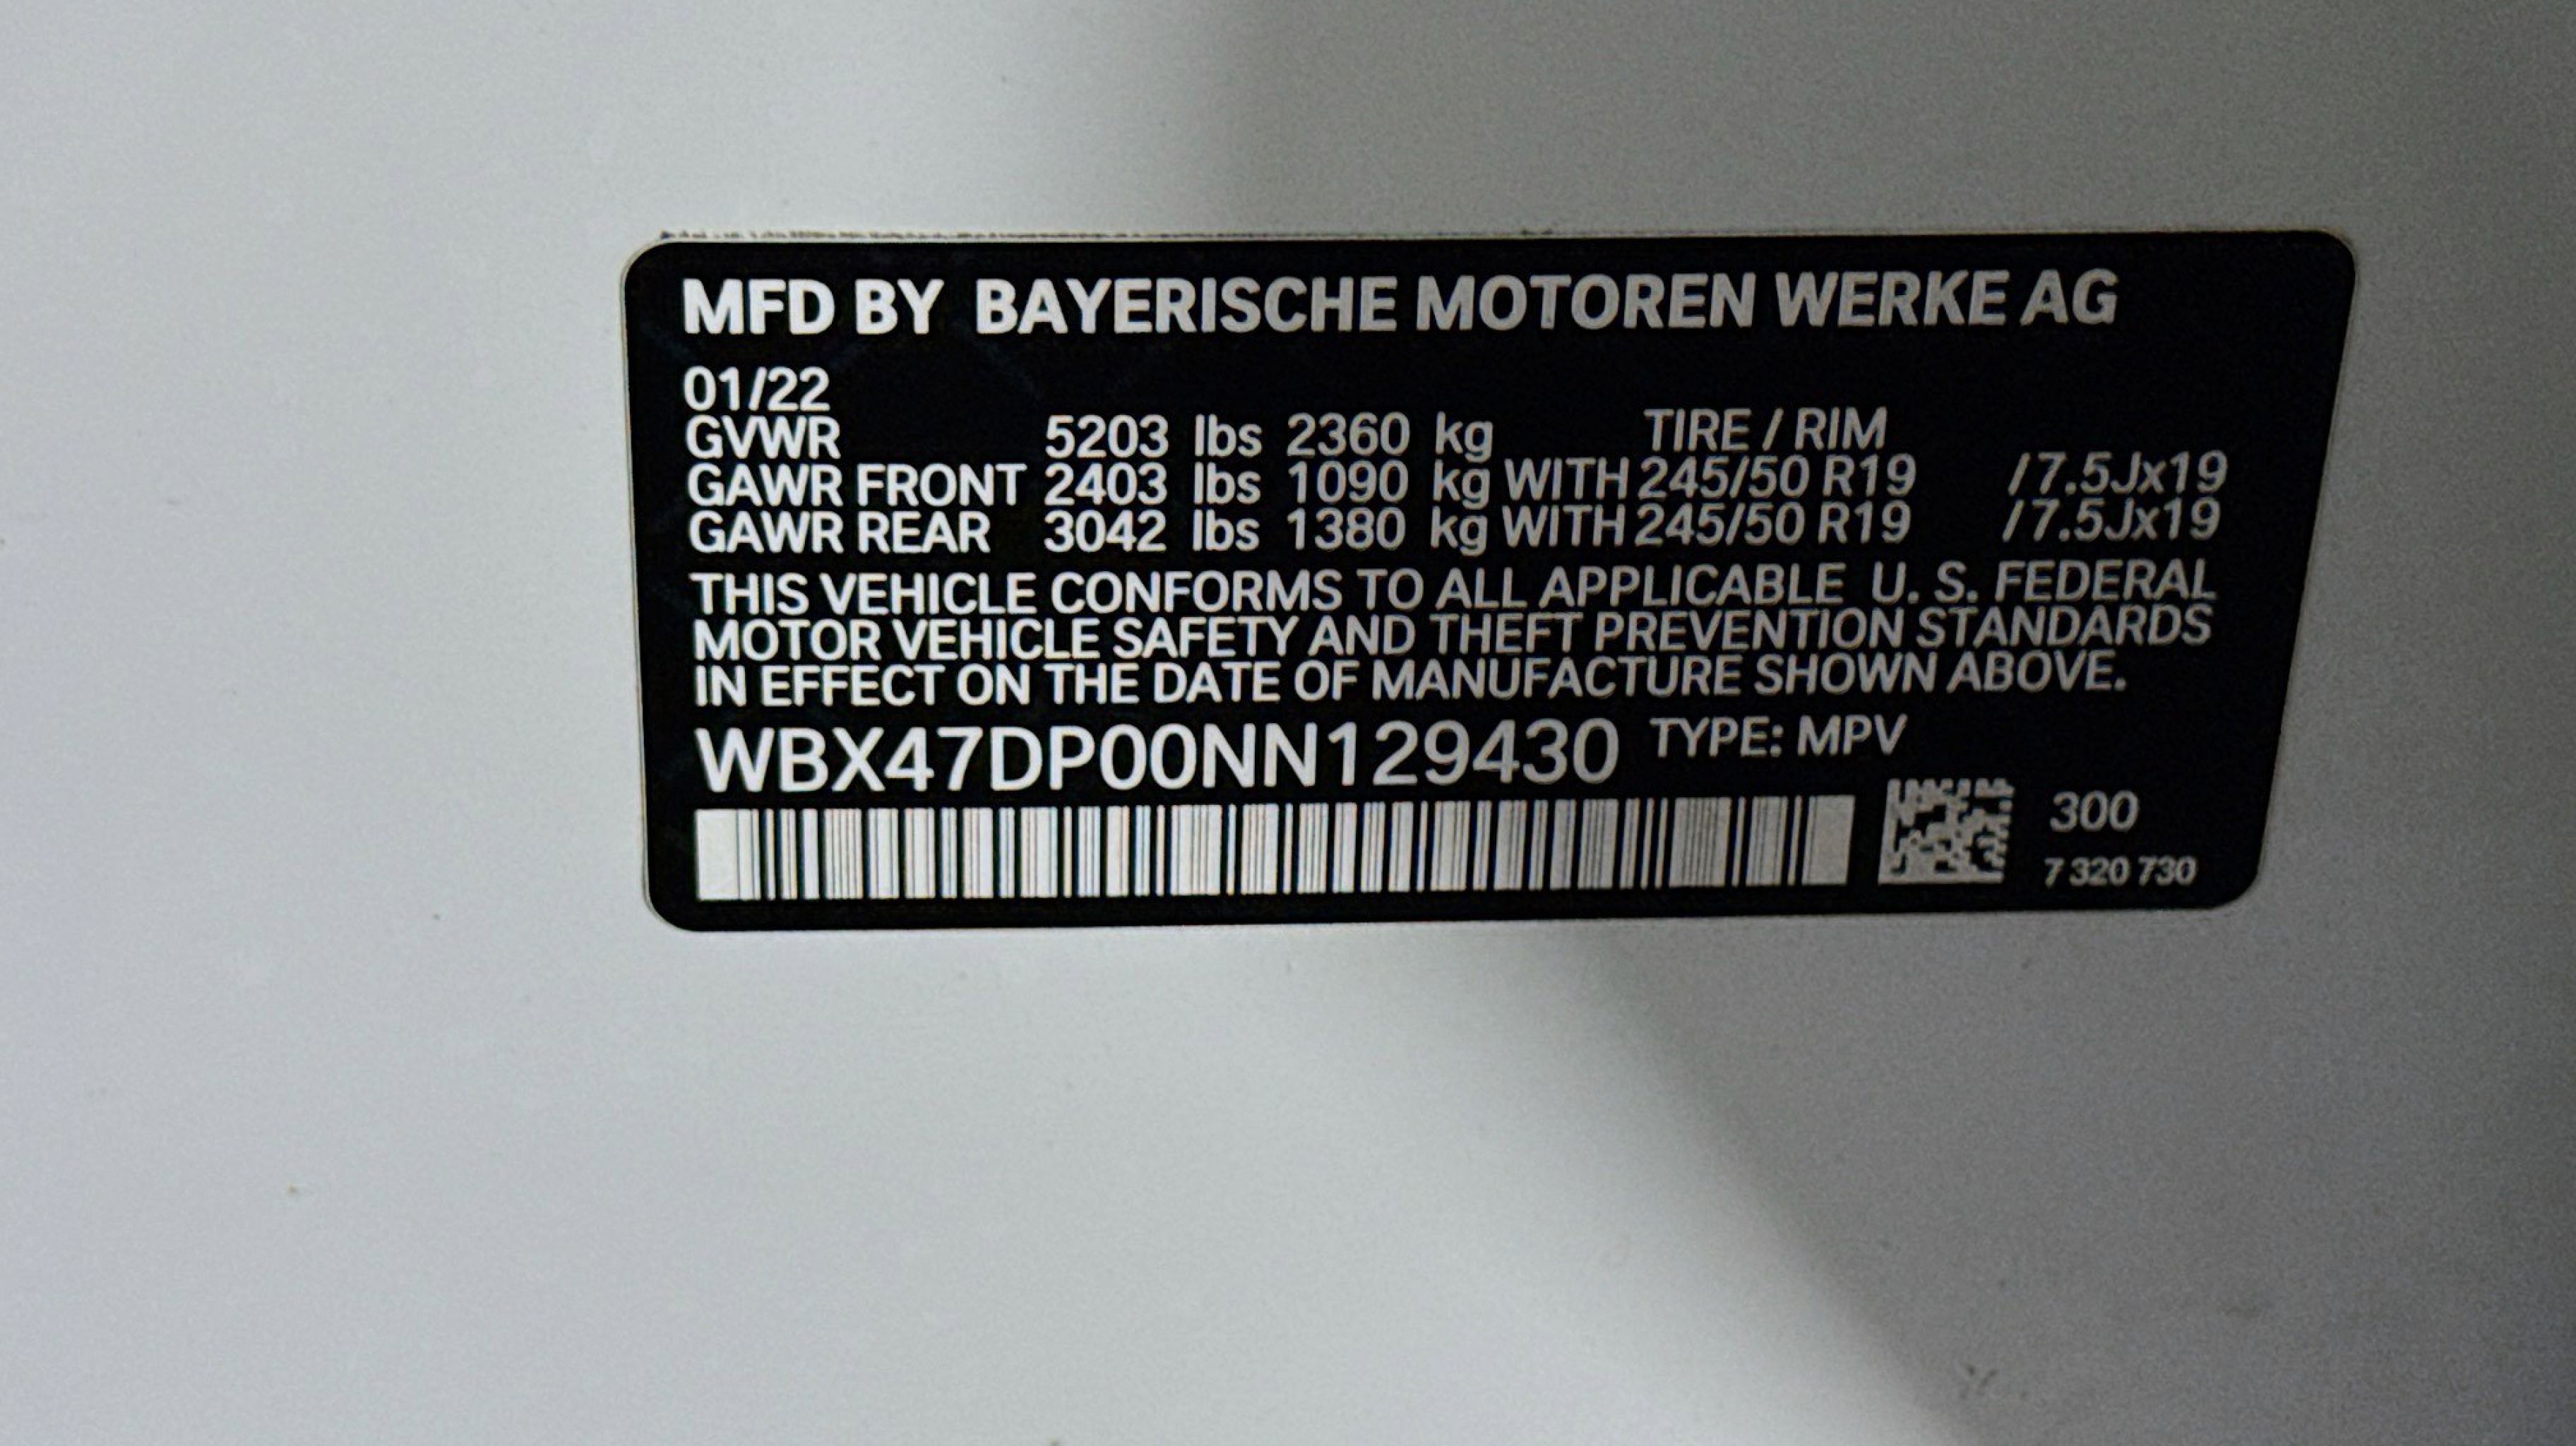 MFD BY BAYERISCHE MOTOREN WERKE AG
01/22
GVWR 5203 lbs 2360 kg TIRE / RIM
GAWR FRONT 2403 lbs 1090 kg WITH 245/50 R19 /7.5Jx19
GAWR REAR 3042 lbs 1380 kg WITH 245/50 R19 /7.5Jx19
THIS VEHICLE CONFORMS TO ALL APPLICABLE U. S. FEDERAL
MOTOR VEHICLE SAFETY AND THEFT PREVENTION STANDARDS
IN EFFECT ON THE DATE OF MANUFACTURE SHOWN ABOVE.
WBX47DP00NN129430 TYPE: MPV
300
7 320 730